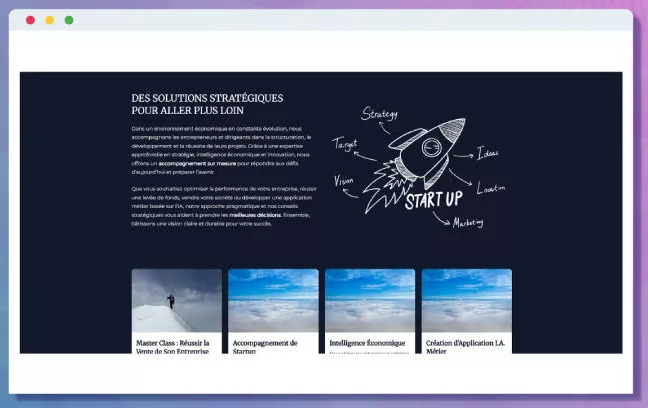 DES SOLUTIONS STRATÉGIQUES
POUR ALLER PLUS LOIN
Dans un environnement économique en constante évolution, nous
accompagnons les entrepreneurs et dirigeants dans la structuration, le
développement et la réussite de leurs projets. Grâce à une expertise
approfondie en stratégie, intelligence économique et innovation, nous
offrons un accompagnement sur mesure pour répondre aux défis
d'aujourd'hui et préparer l'avenir.
Que vous souhaitiez optimiser la performance de votre entreprise, réussir
une levée de fonds, vendre votre société ou développer une application
métier basée sur l'IA, notre approche pragmatique et nos conseils
stratégiques vous aident à prendre les meilleures décisions. Ensemble,
bâtissons une vision claire et durable pour votre succès.
Strategy
Target
Ideas
Vision
Location
START UP
Marketing
Master Class : Réussir la
Vente de Son Entreprise
Accompagnement de
Startup
Intelligence Économique
Création d'Application I.A.
Métier